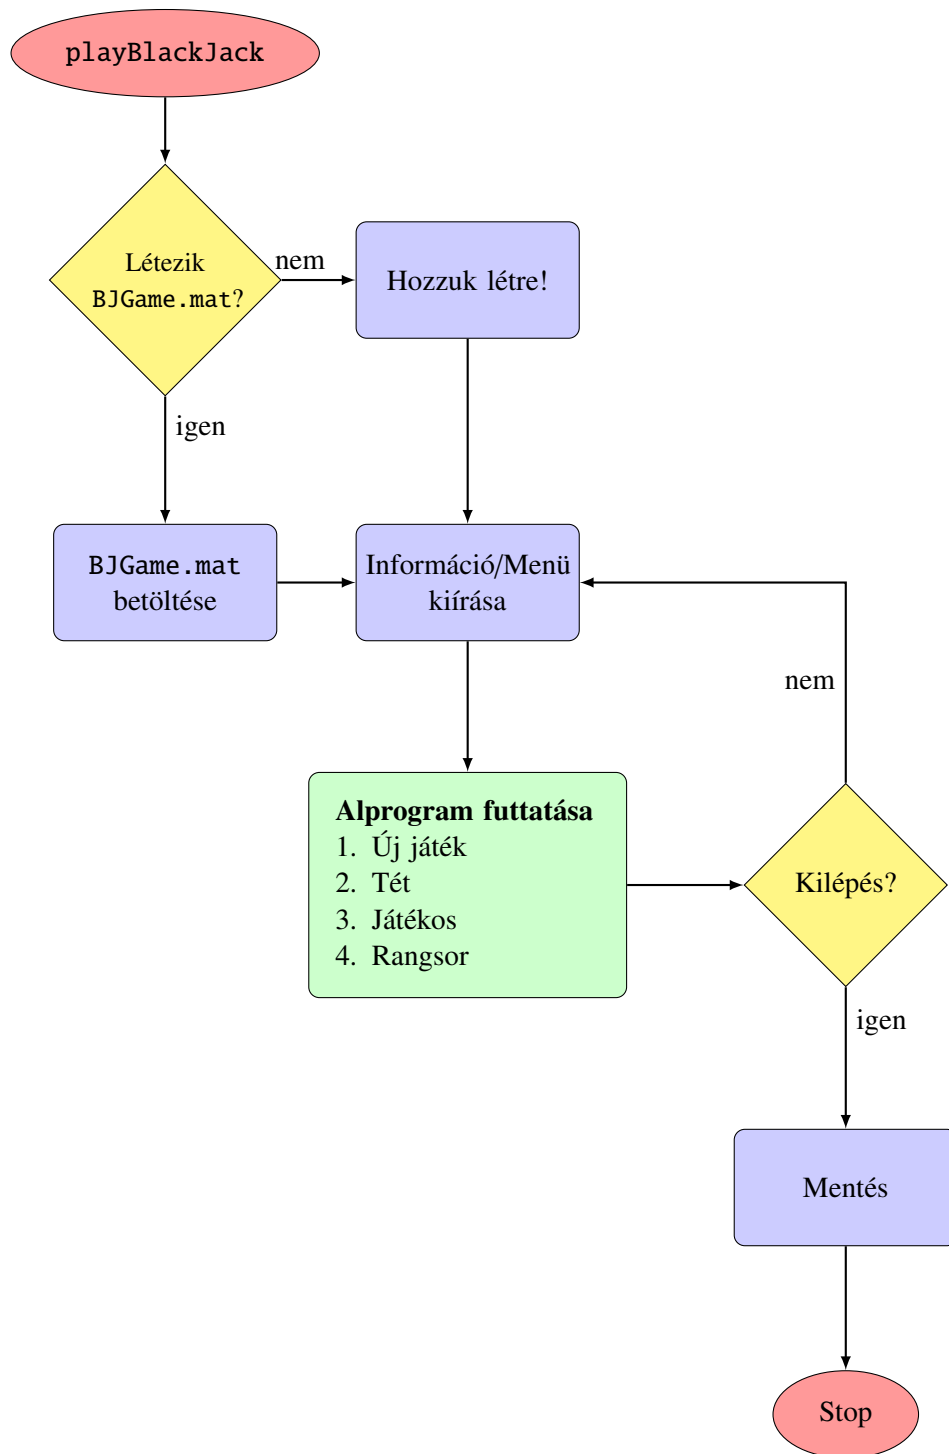 playBlackJack
Létezik
BJGame.mat?
nem
Hozzuk létre!
igen
BJGame.mat
betöltése
Információ/Menü
kiírása
nem
Alprogram futtatása
1. Új játék
2. Tét
3. Játékos
4. Rangsor
Kilépés?
igen
Mentés
Stop